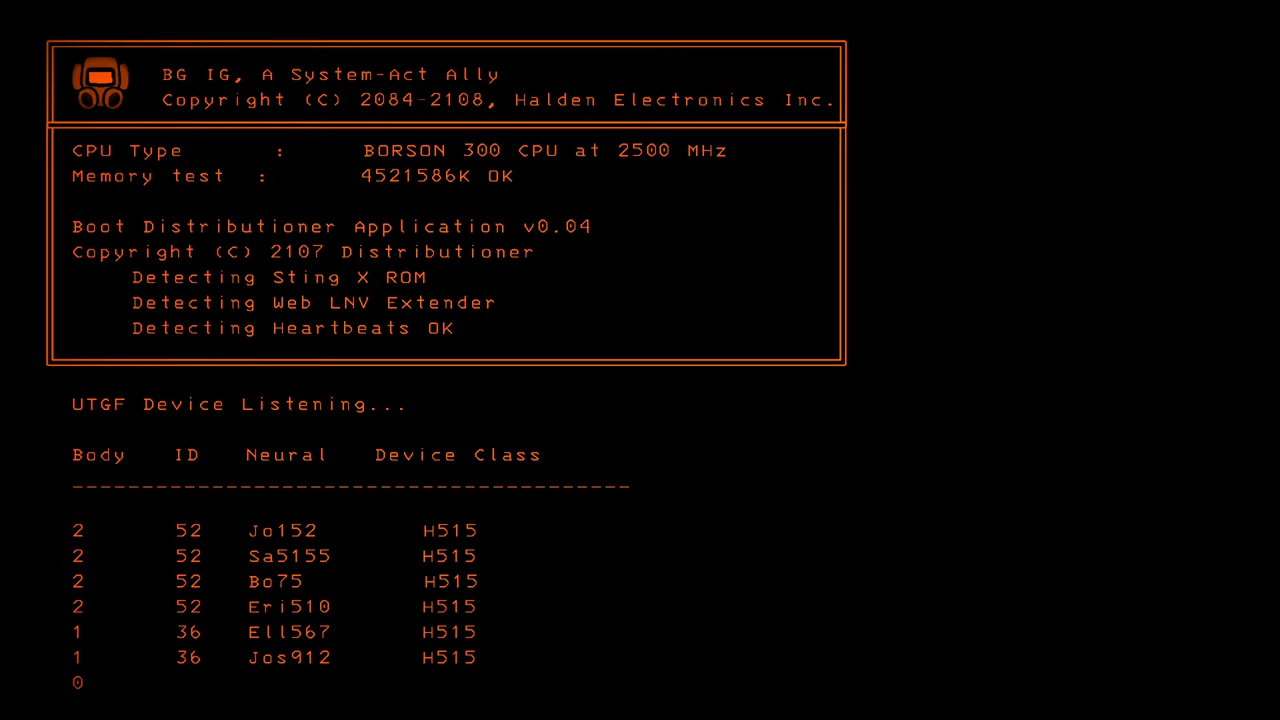 BG IG, A System-Act Ally
Copyright (C) 2084-2108, Halden Electronics Inc.
CPU Type : BORSON 300 CPU at 2500 MHz
Memory test : 4521586K OK
Boot Distributioner Application v0.04
Copyright (C) 2107 Distributioner
Detecting Sting X ROM
Detecting Web LNV Extender
Detecting Heartbeats OK
UTGF Device Listening...
Body ID Neural Device Class
----------------------------------------
2 52 Jo152 H515
2 52 Sa5155 H515
2 52 Bo75 H515
2 52 Eri510 H515
1 36 Ell567 H515
1 36 Jos912 H515
0